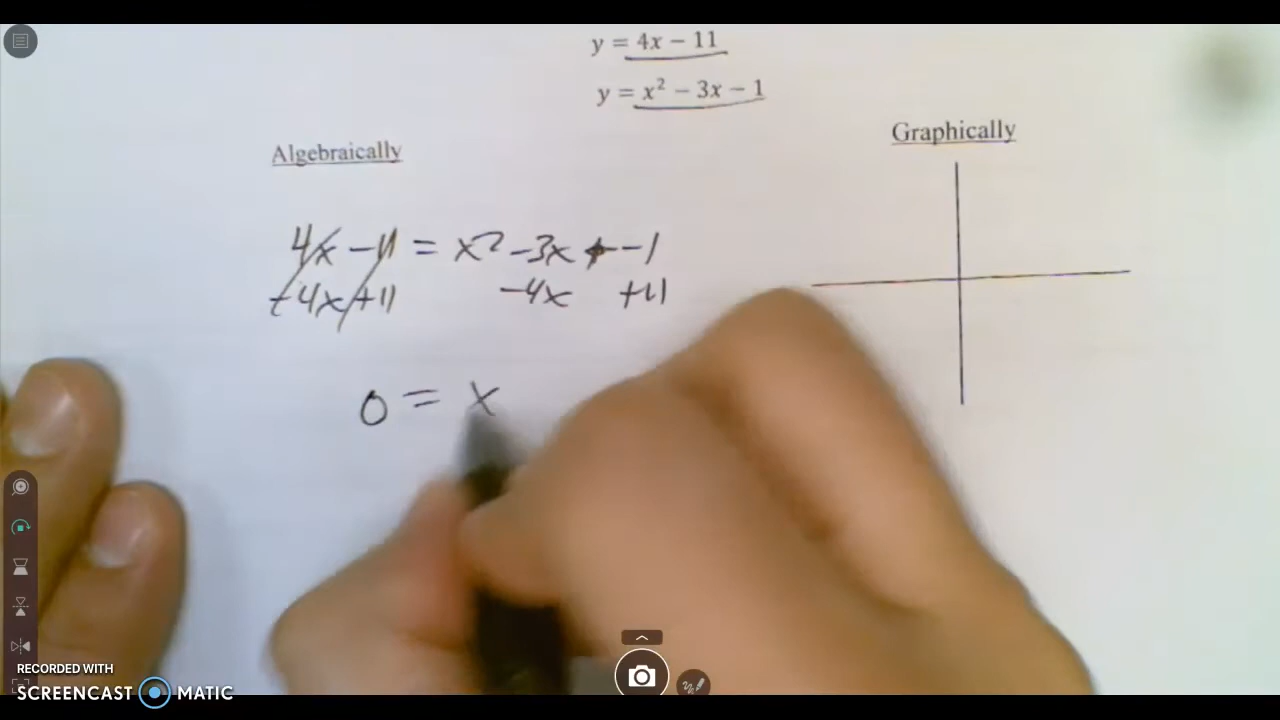 y = 4x − 11
y = x² − 3x − 1
Algebraically
Graphically
4x − 11 = x² − 3x − 1
−4x + 11 − 4x + 11
0 = x
RECORDED WITH
SCREENCAST MATIC